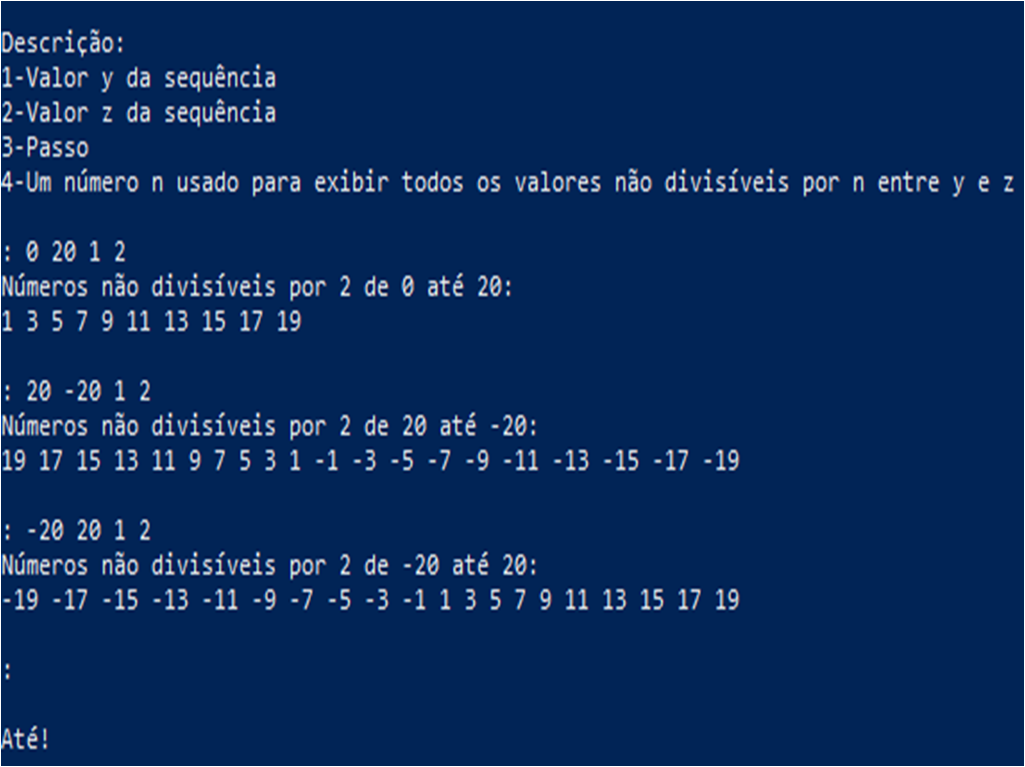 Descrição:
1-Valor y da sequência
2-Valor z da sequência
3-Passo
4-Um número n usado para exibir todos os valores não divisíveis por n entre y e z
: 0 20 1 2
Números não divisíveis por 2 de 0 até 20:
1 3 5 7 9 11 13 15 17 19
: 20 -20 1 2
Números não divisíveis por 2 de 20 até -20:
19 17 15 13 11 9 7 5 3 1 -1 -3 -5 -7 -9 -11 -13 -15 -17 -19
: -20 20 1 2
Números não divisíveis por 2 de -20 até 20:
-19 -17 -15 -13 -11 -9 -7 -5 -3 -1 1 3 5 7 9 11 13 15 17 19
:
Até!